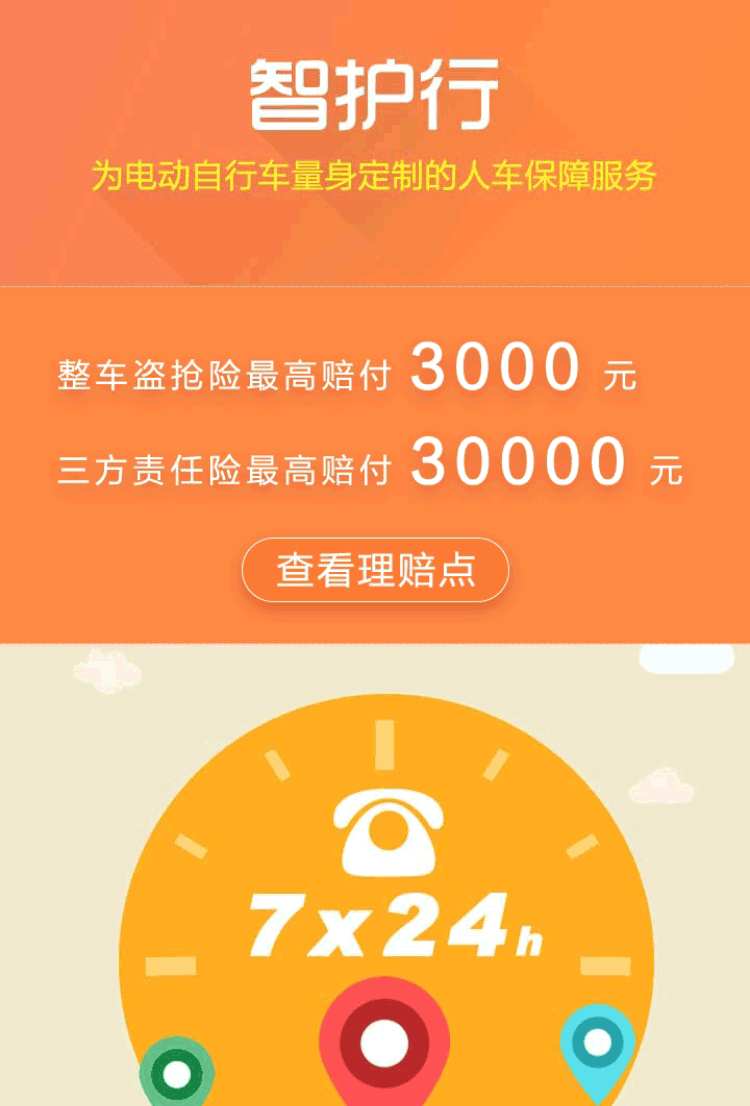 智护行
为电动自行车量身定制的人车保障服务
整车盗抢险最高赔付 3000 元
三方责任险最高赔付 30000 元
查看理赔点
7x24h